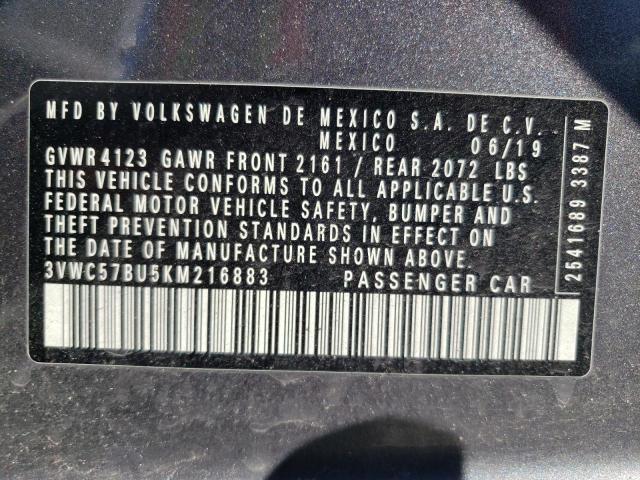 MFD BY VOLKSWAGEN DE MEXICO S.A. DE C.V.
MEXICO 06/19
GVWR 4123 GAWR FRONT 2161 / REAR 2072 LBS
THIS VEHICLE CONFORMS TO ALL APPLICABLE U.S.
FEDERAL MOTOR VEHICLE SAFETY, BUMPER AND
THEFT PREVENTION STANDARDS IN EFFECT ON
THE DATE OF MANUFACTURE SHOWN ABOVE.
3VWC57BU5KM216883 PASSENGER CAR
2541689 3387 M